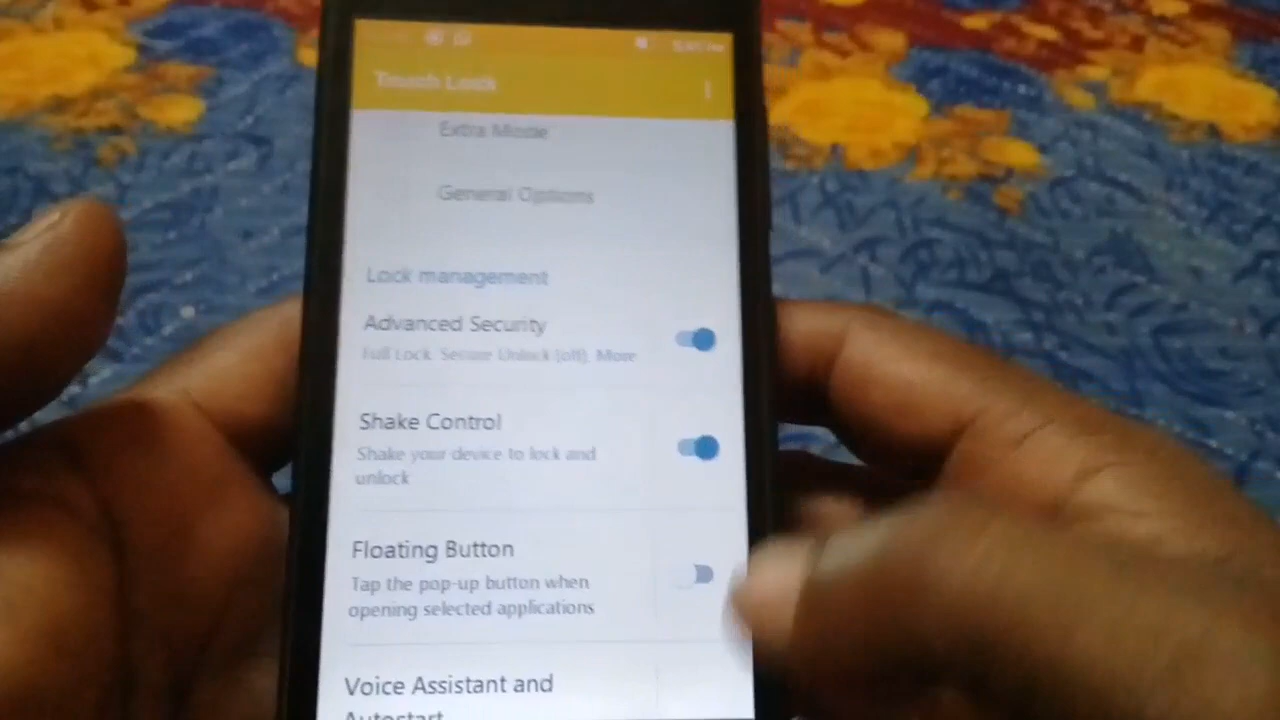 Touch Lock
Extra Mode
General Options
Lock management
Advanced Security
Full Lock, Secure Unlock (off), More
Shake Control
Shake your device to lock and
unlock
Floating Button
Tap the pop-up button when
opening selected applications
Voice Assistant and
Autostart